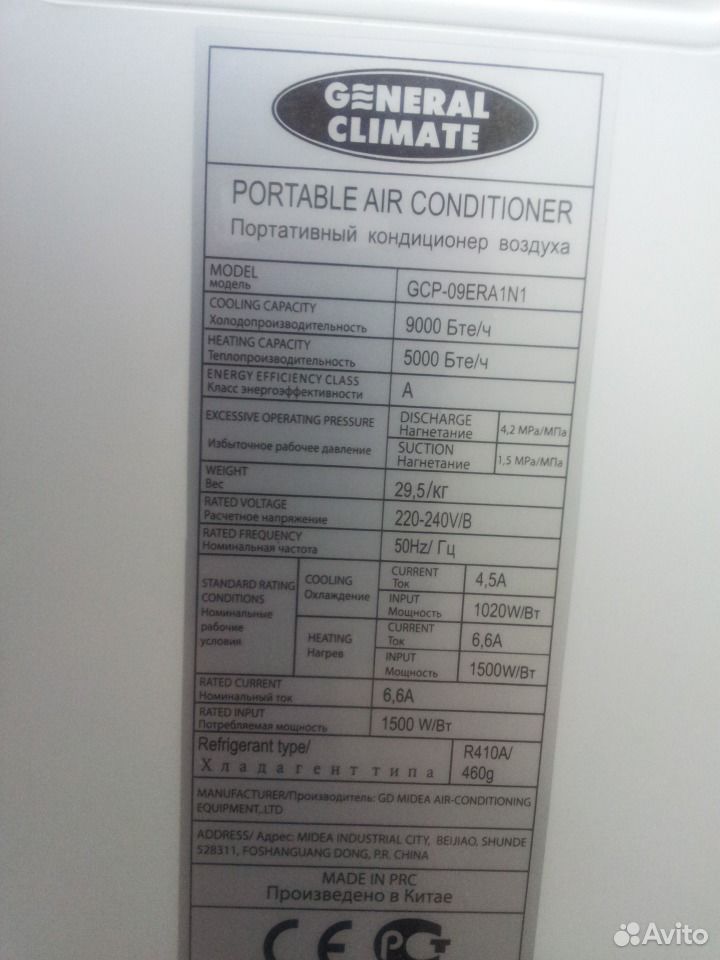 GENERAL
CLIMATE
PORTABLE AIR CONDITIONER
Портативный кондиционер воздуха
MODEL
модель
GCP-09ERA1N1
COOLING CAPACITY
Холодопроизводительность
9000 Бте/ч
HEATING CAPACITY
Теплопроизводительность
5000 Бте/ч
ENERGY EFFICIENCY CLASS
Класс энергоэффективности
A
EXCESSIVE OPERATING PRESSURE
Избыточное рабочее давление
DISCHARGE
Нагнетание
4,2 MPa/МПа
SUCTION
Нагнетание
1,5 MPa/МПа
WEIGHT
Вес
29,5/кг
RATED VOLTAGE
Расчетное напряжение
220-240V/В
RATED FREQUENCY
Номинальная частота
50Hz/ Гц
STANDARD RATING
CONDITIONS
Номинальные
рабочие
условия
COOLING
Охлаждение
CURRENT
Ток
4,5A
INPUT
Мощность
1020W/Вт
HEATING
Нагрев
CURRENT
Ток
6,6A
INPUT
Мощность
1500W/Вт
RATED CURRENT
Номинальный ток
6,6A
RATED INPUT
Потребляемая мощность
1500 W/Вт
Refrigerant type/
Хладагент типа
R410A/
460g
MANUFACTURER/Производитель: GD MIDEA AIR-CONDITIONING
EQUIPMENT,.LTD
ADDRESS/ Адрес: MIDEA INDUSTRIAL CITY, BEIJIAO, SHUNDE
528311, FOSHANGUANG DONG, P.R. CHINA
MADE IN PRC
Произведено в Китае
CE РСТ
Avito